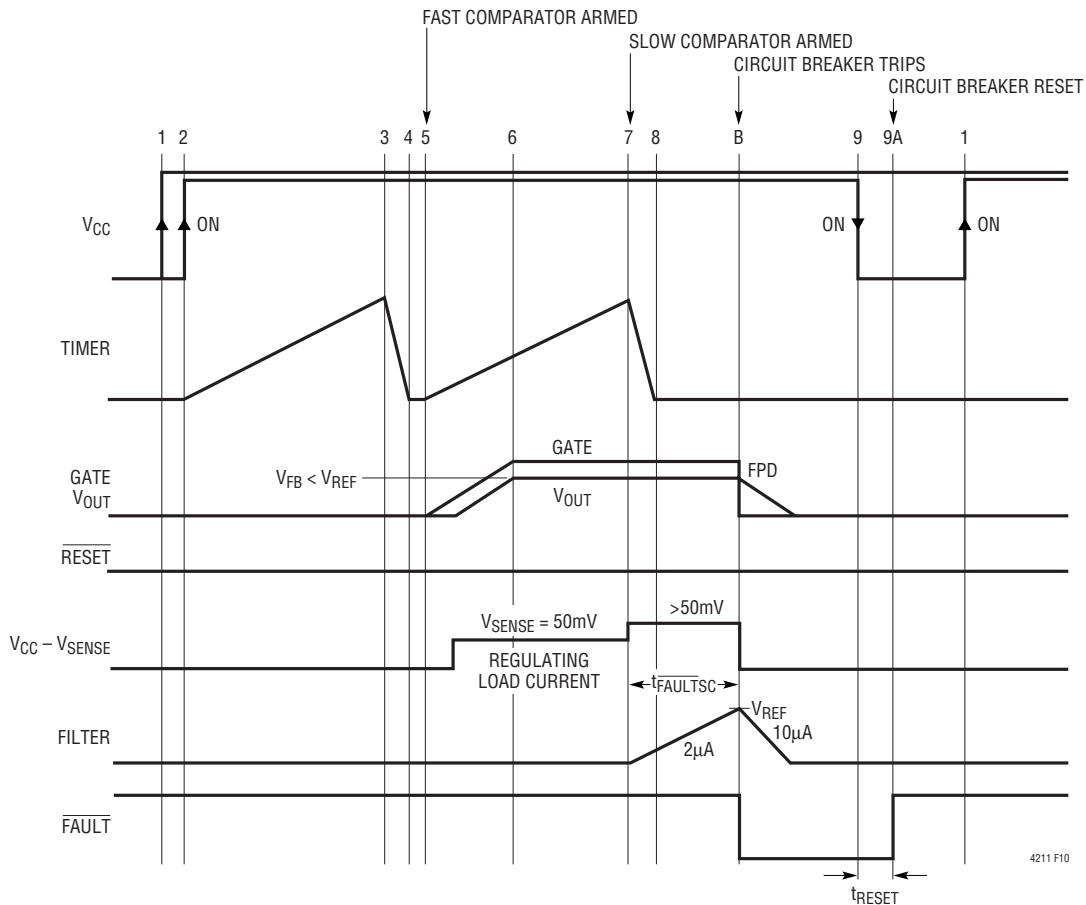 FAST COMPARATOR ARMED
SLOW COMPARATOR ARMED
CIRCUIT BREAKER TRIPS
CIRCUIT BREAKER RESET
1 2 3 4 5 6 7 8 B 9 9A 1
VCC
ON
ON
ON
TIMER
GATE
VOUT
VFB < VREF
GATE
VOUT
FPD
RESET
VCC – VSENSE
VSENSE = 50mV
>50mV
REGULATING
LOAD CURRENT
tFAULTSC
FILTER
VREF
2µA
10µA
FAULT
tRESET
4211 F10